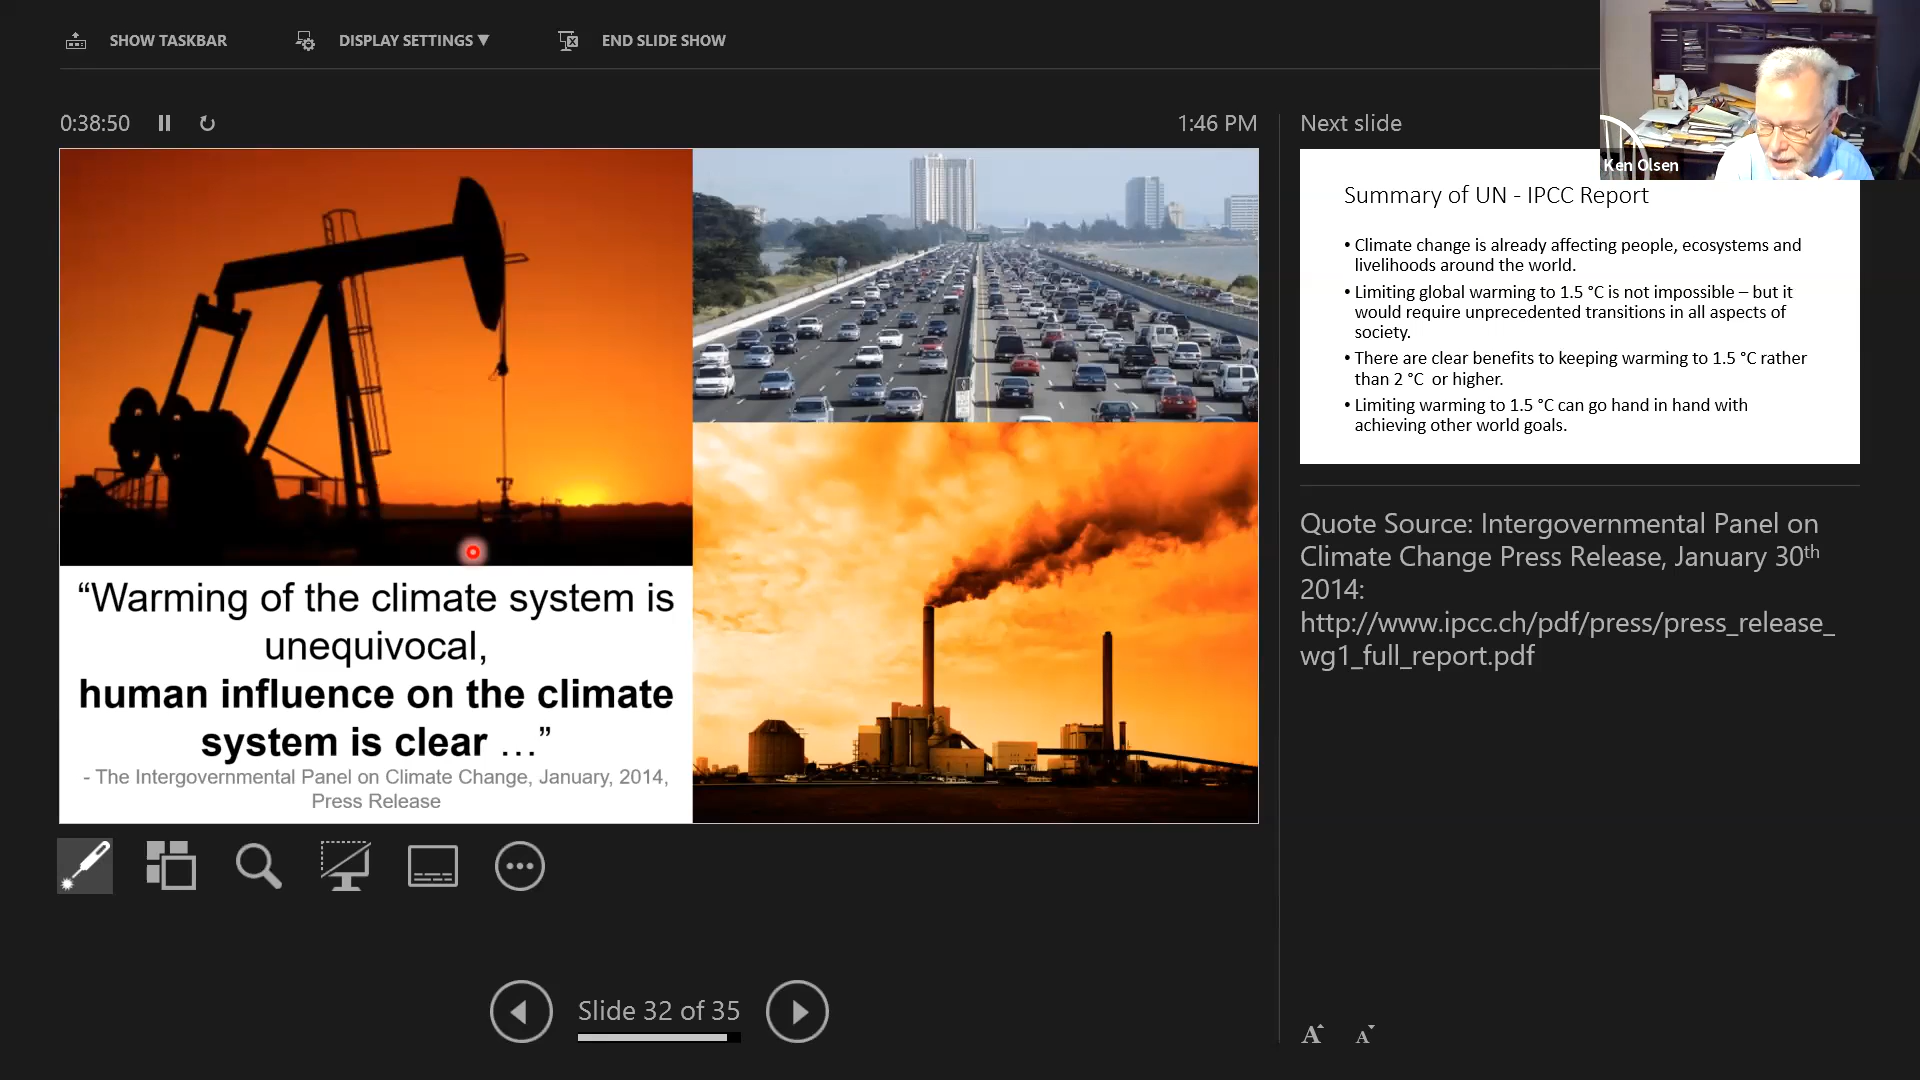 SHOW TASKBAR
DISPLAY SETTINGS ▼
END SLIDE SHOW
0:38:50
1:46 PM
Next slide
Ken Olsen
“Warming of the climate system is
unequivocal,
human influence on the climate
system is clear …”
- The Intergovernmental Panel on Climate Change, January, 2014,
Press Release
Summary of UN - IPCC Report
• Climate change is already affecting people, ecosystems and
livelihoods around the world.
• Limiting global warming to 1.5 °C is not impossible – but it
would require unprecedented transitions in all aspects of
society.
• There are clear benefits to keeping warming to 1.5 °C rather
than 2 °C or higher.
• Limiting warming to 1.5 °C can go hand in hand with
achieving other world goals.
Quote Source: Intergovernmental Panel on
Climate Change Press Release, January 30th
2014:
http://www.ipcc.ch/pdf/press/press_release_
wg1_full_report.pdf
Slide 32 of 35
A A